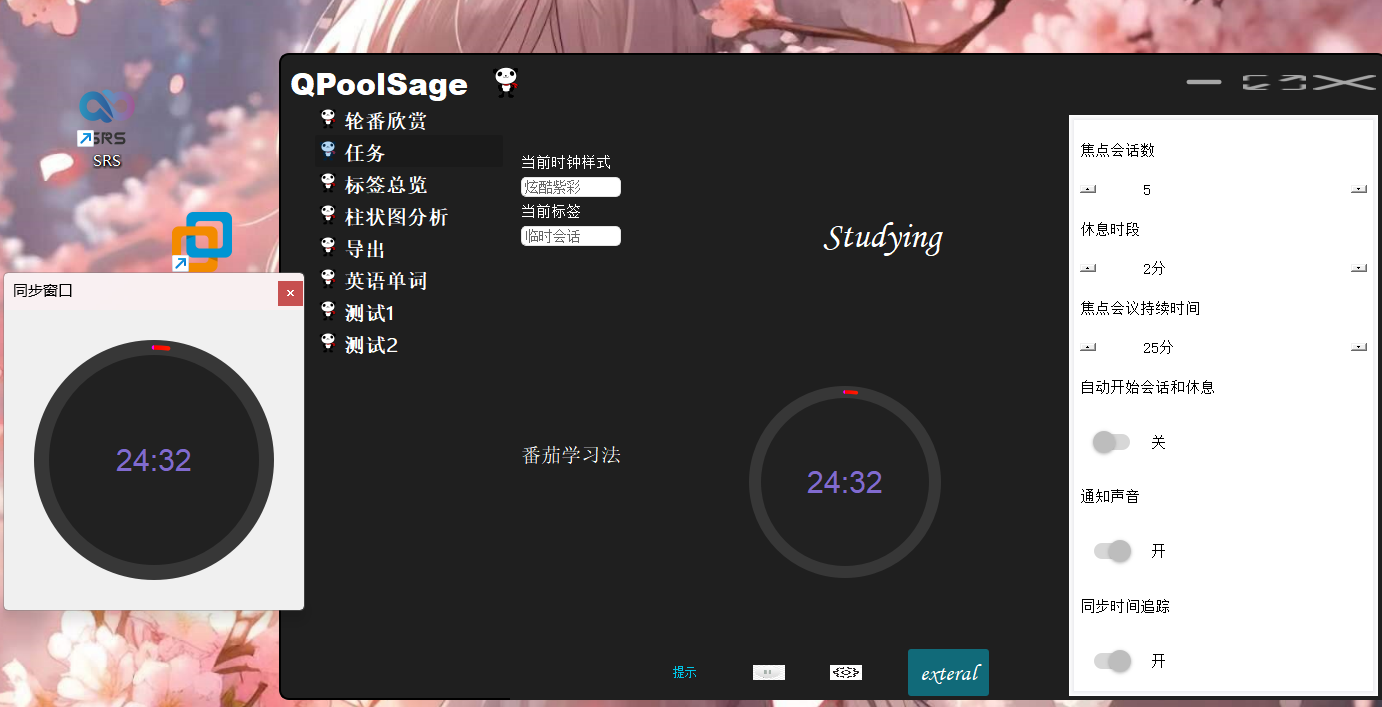 QPoolSage
轮番欣赏
任务
标签总览
柱状图分析
导出
英语单词
测试1
测试2
SRS
SRS
同步窗口
24:32
当前时钟样式
炫酷紫彩
当前标签
临时会话
Studying
番茄学习法
24:32
提示
exteral
焦点会话数
5
休息时段
2分
焦点会议持续时间
25分
自动开始会话和休息
关
通知声音
开
同步时间追踪
开